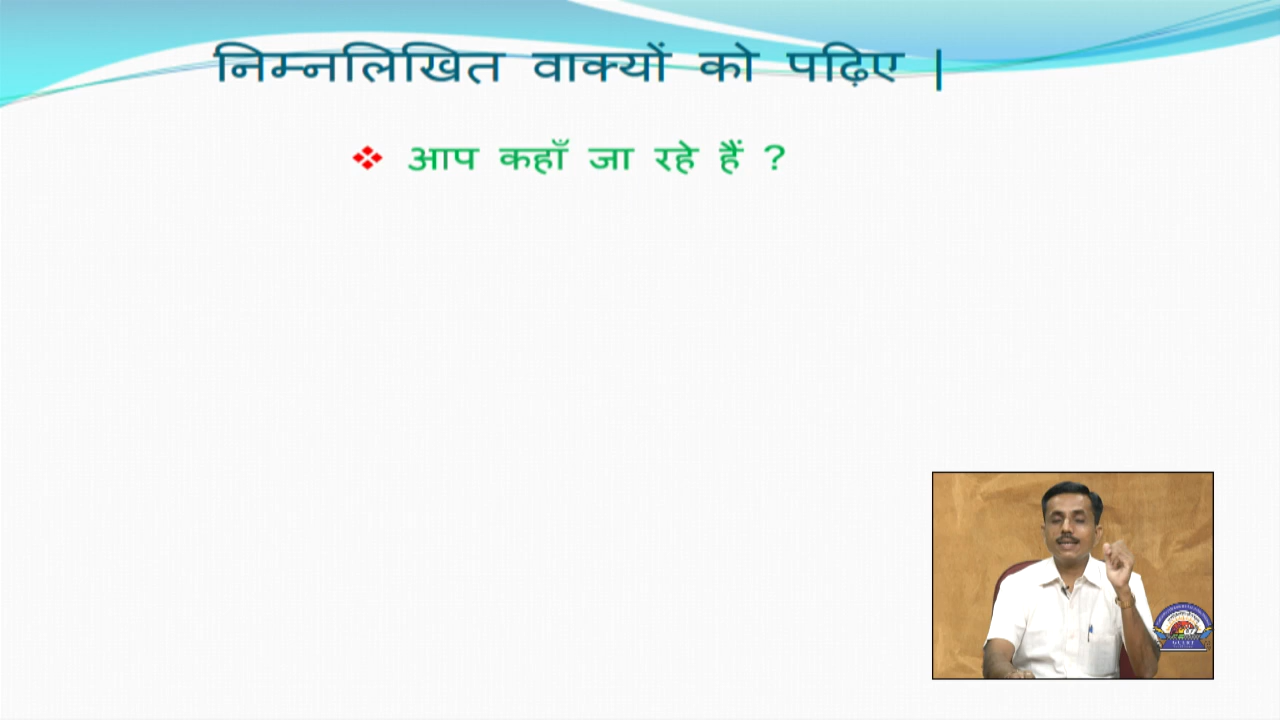 निम्नलिखित वाक्यों को पढ़िए |
❖ आप कहाँ जा रहे हैं ?